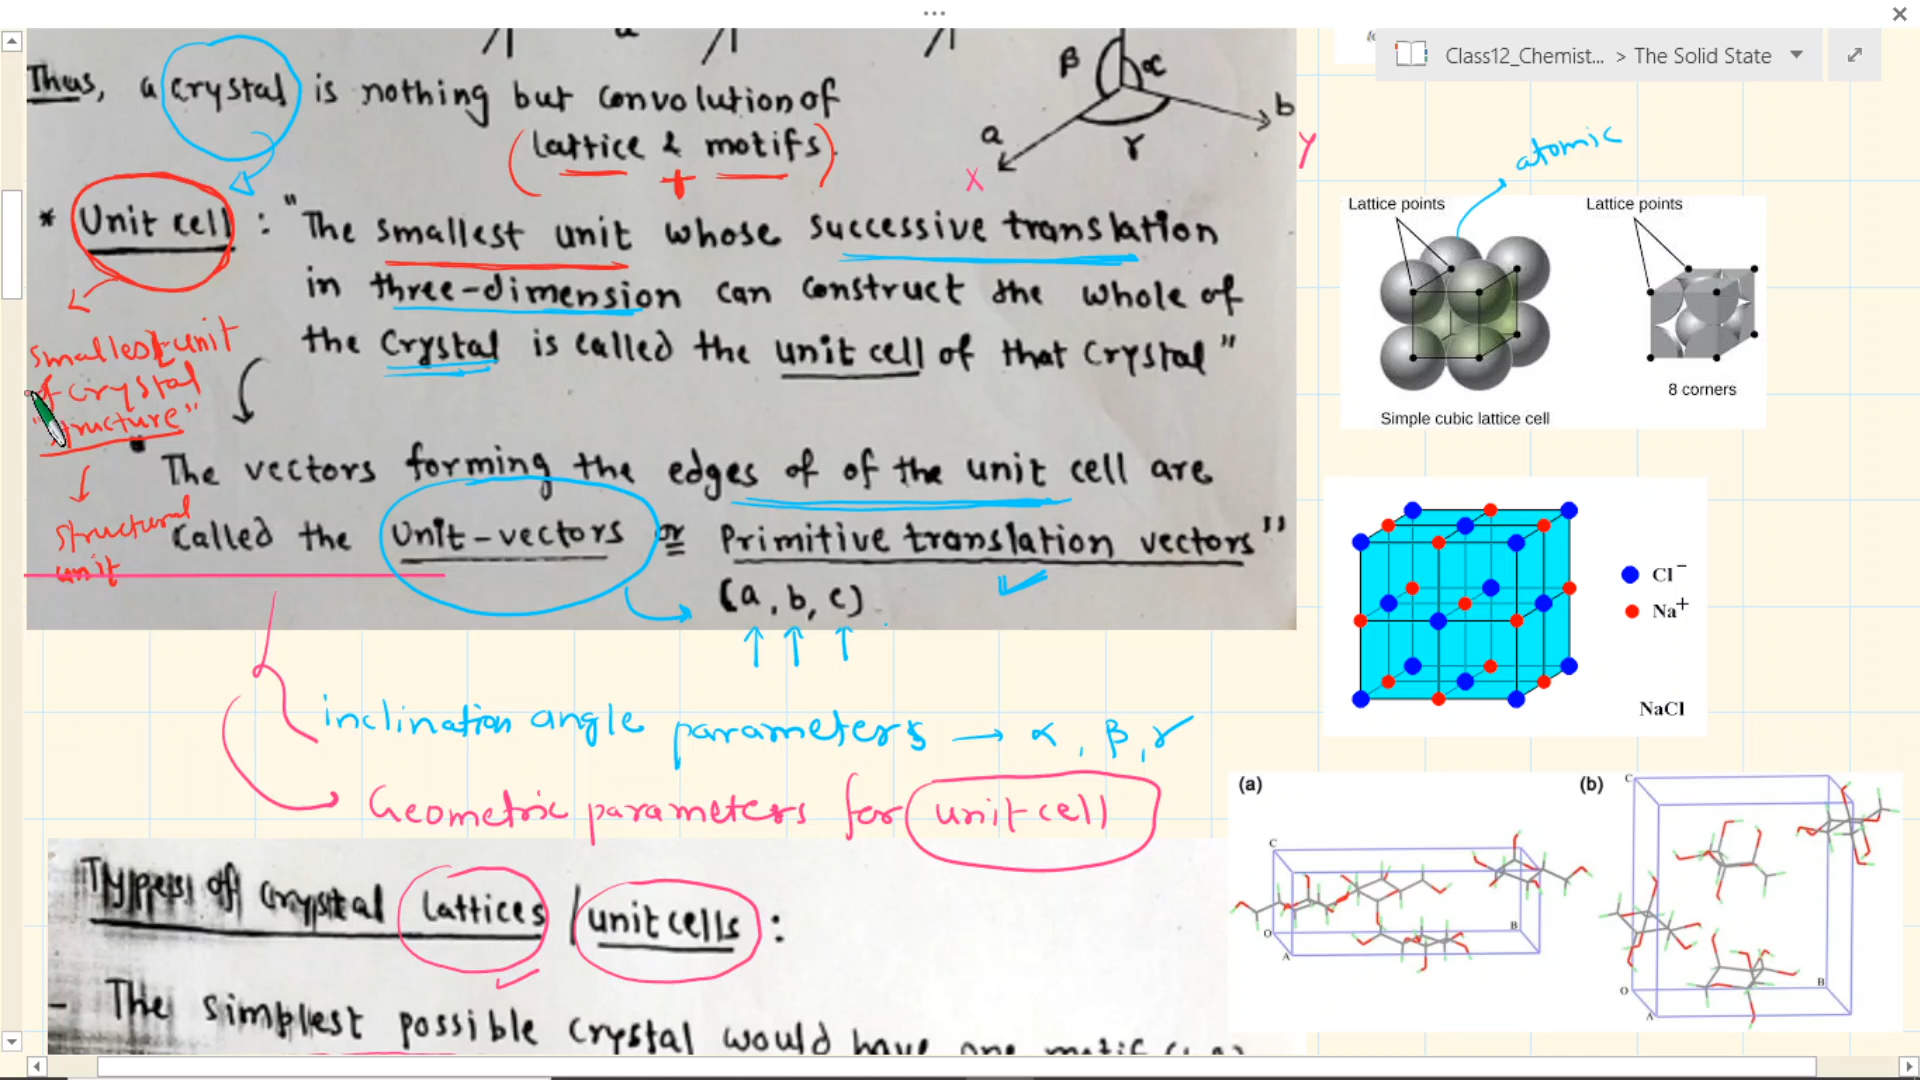 Class12_Chemist... > The Solid State
Thus, a crystal is nothing but convolution of
(lattice & motifs)
+
β α
a b
γ
X Y
* Unit cell : "The smallest unit whose successive translation
in three-dimension can construct the whole of
the crystal is called the unit cell of that crystal"
smallest unit
of crystal
"structure"
structural
unit
The vectors forming the edges of of the unit cell are
called the Unit-vectors or Primitive translation vectors"
(a, b, c)
inclination angle parameters → α, β, γ
Geometric parameters for unit cell
Types of crystal lattices / unit cells :
- The simplest possible crystal would have one motif
atomic
Lattice points Lattice points
8 corners
Simple cubic lattice cell
Cl⁻
Na⁺
NaCl
(a) (b)
C C
O B
A
O B
A